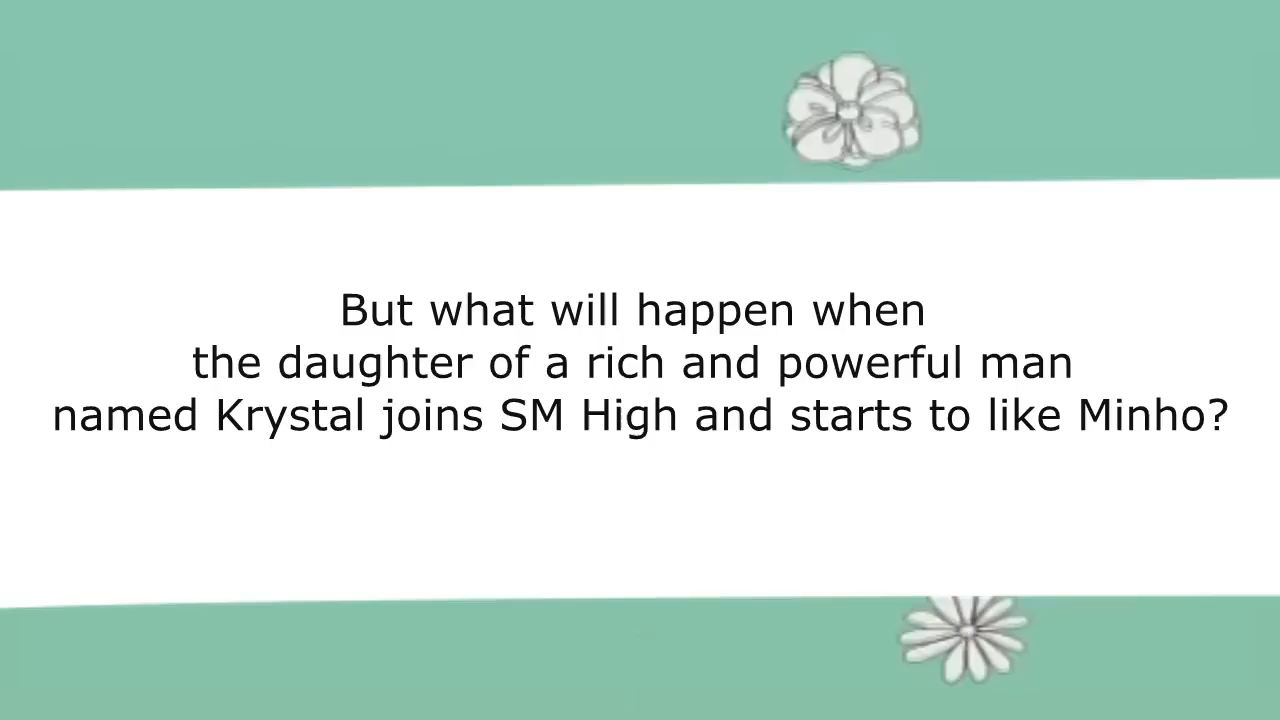 But what will happen when
the daughter of a rich and powerful man
named Krystal joins SM High and starts to like Minho?